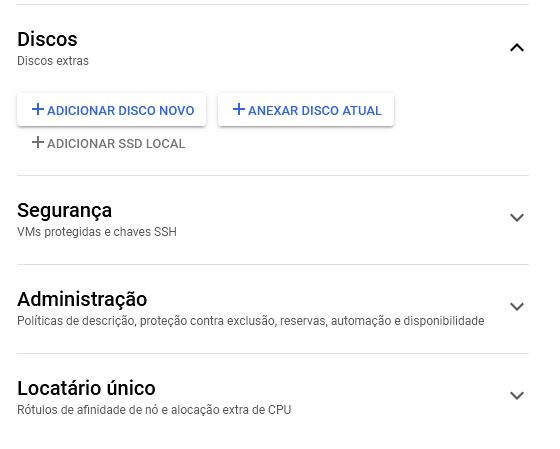 Discos
Discos extras
ADICIONAR DISCO NOVO
ANEXAR DISCO ATUAL
ADICIONAR SSD LOCAL
Segurança
VMs protegidas e chaves SSH
Administração
Políticas de descrição, proteção contra exclusão, reservas, automação e disponibilidade
Locatário único
Rótulos de afinidade de nó e alocação extra de CPU